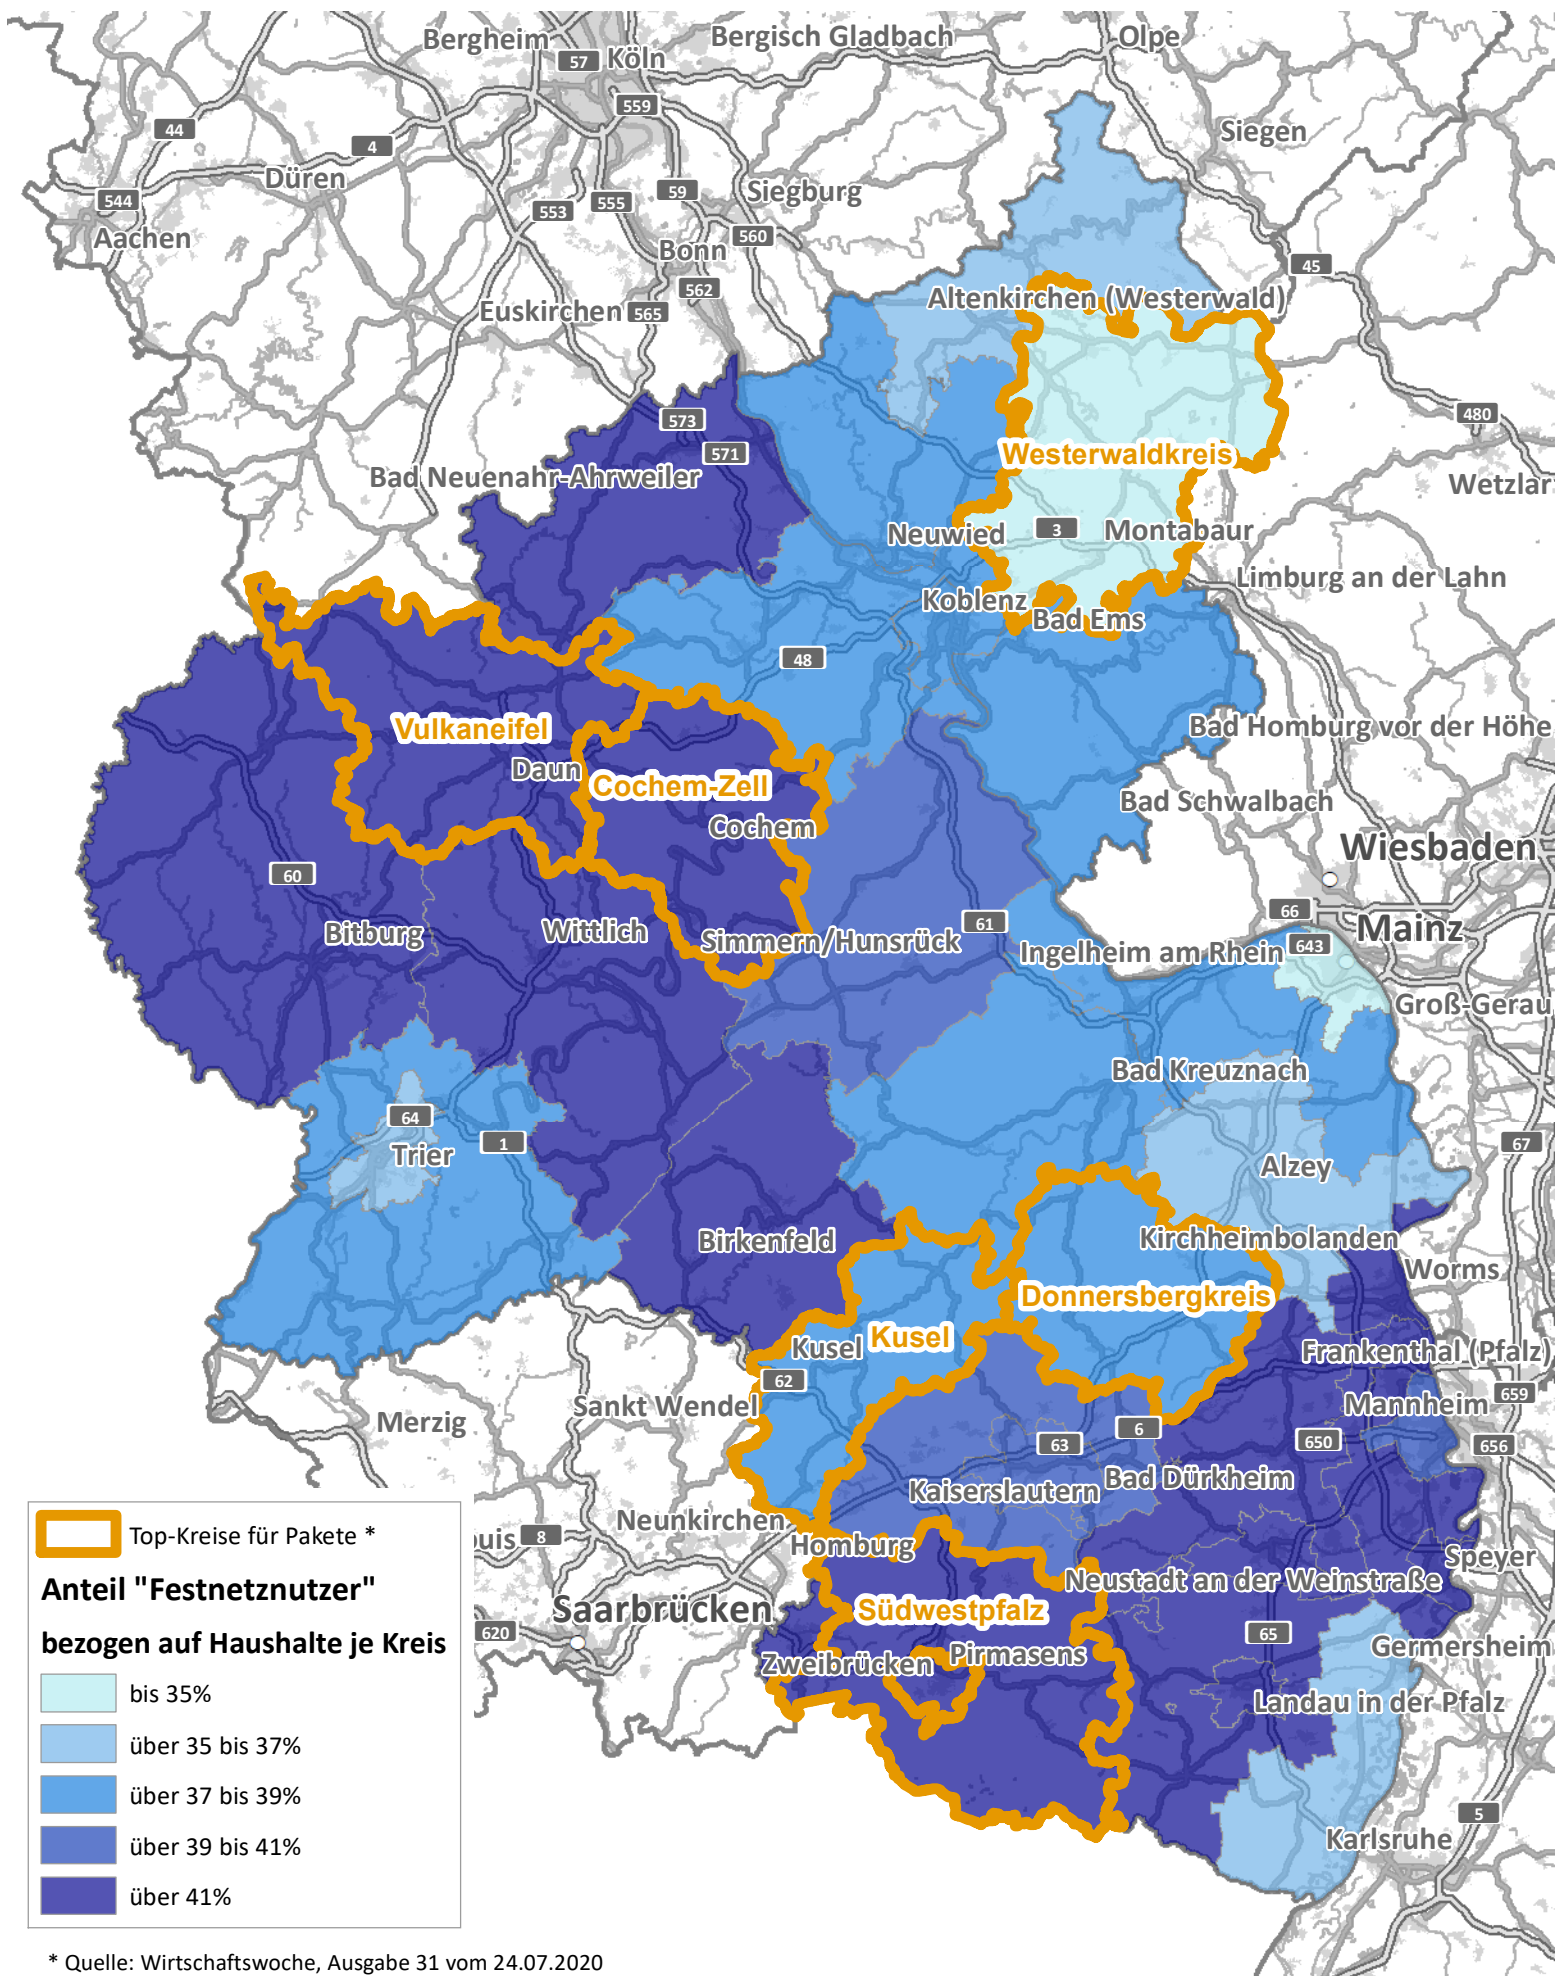 Bergheim
57
Köln
Bergisch Gladbach
Olpe
559
44
4
Siegen
Düren
544
553
555
59
Siegburg
Aachen
560
Bonn
45
562
Euskirchen
565
Altenkirchen (Westerwald)
573
480
571
Westerwaldkreis
Bad Neuenahr-Ahrweiler
Wetzlar
Neuwied
3
Montabaur
Limburg an der Lahn
Koblenz
Bad Ems
48
Vulkaneifel
Bad Homburg vor der Höhe
Daun
Cochem-Zell
Bad Schwalbach
Cochem
Wiesbaden
60
66
Mainz
Bitburg
Wittlich
Simmern/Hunsrück
61
Ingelheim am Rhein
643
Groß-Gerau
Bad Kreuznach
64
Trier
1
67
Alzey
Birkenfeld
Kirchheimbolanden
Worms
Donnersbergkreis
Kusel
Kusel
Frankenthal (Pfalz)
62
659
Sankt Wendel
Mannheim
Merzig
6
63
650
656
Kaiserslautern
Bad Dürkheim
Neunkirchen
ouis
8
Homburg
Speyer
Neustadt an der Weinstraße
Saarbrücken
Südwestpfalz
620
65
Germersheim
Zweibrücken
Pirmasens
Landau in der Pfalz
5
Karlsruhe
Top-Kreise für Pakete *
Anteil "Festnetznutzer"
bezogen auf Haushalte je Kreis
bis 35%
über 35 bis 37%
über 37 bis 39%
über 39 bis 41%
über 41%
* Quelle: Wirtschaftswoche, Ausgabe 31 vom 24.07.2020